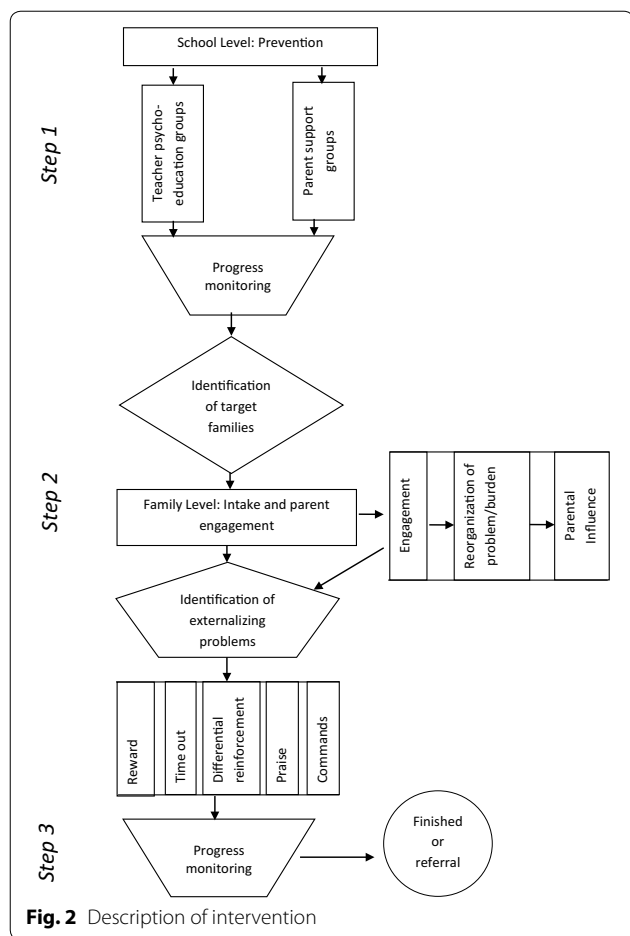 School Level: Prevention
Step 1
Teacher psycho-
education groups
Parent support
groups
Progress
monitoring
Identification
of target
families
Step 2
Family Level: Intake and parent
engagement
Engagement
Reorganization of
problem/burden
Parental
Influence
Identification of
externalizing
problems
Reward
Time out
Differential
reinforcement
Praise
Commands
Step 3
Progress
monitoring
Finished
or
referral
Fig. 2 Description of intervention